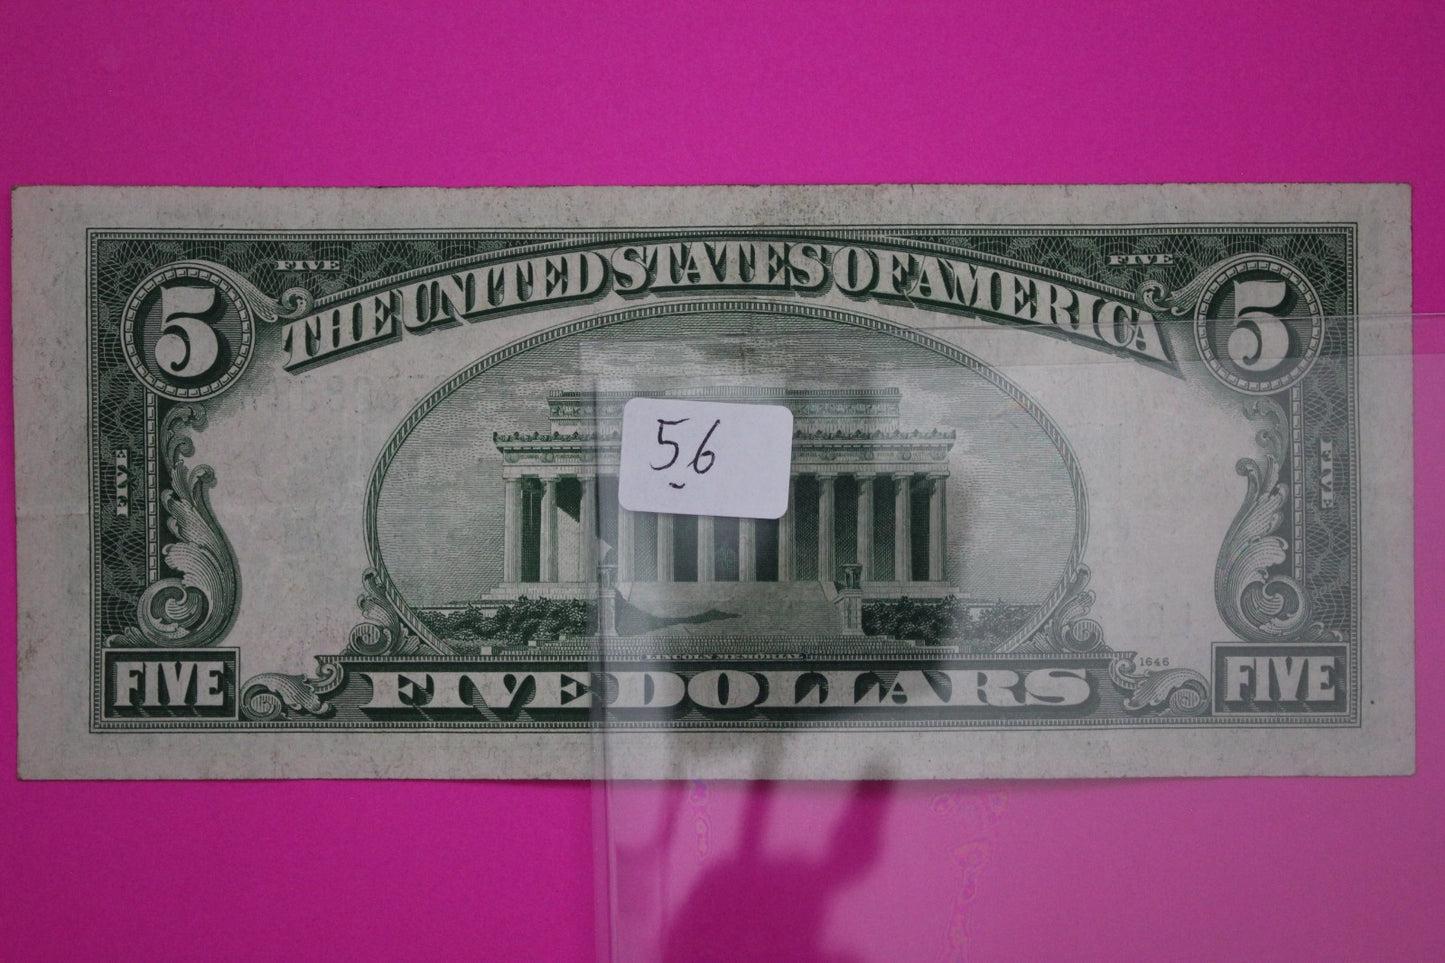 FIVE FIVE
THE UNITED STATES OF AMERICA
5 5
56
FIVE FIVE
LINCOLN MEMORIAL
1646
FIVE FIVE DOLLARS FIVE